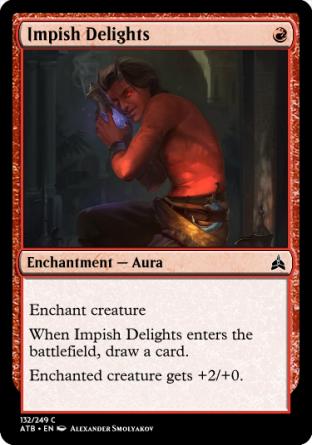 Impish Delights
Enchantment — Aura
Enchant creature
When Impish Delights enters the
battlefield, draw a card.
Enchanted creature gets +2/+0.
132/249 C
ATB • EN Alexander Smolyakov